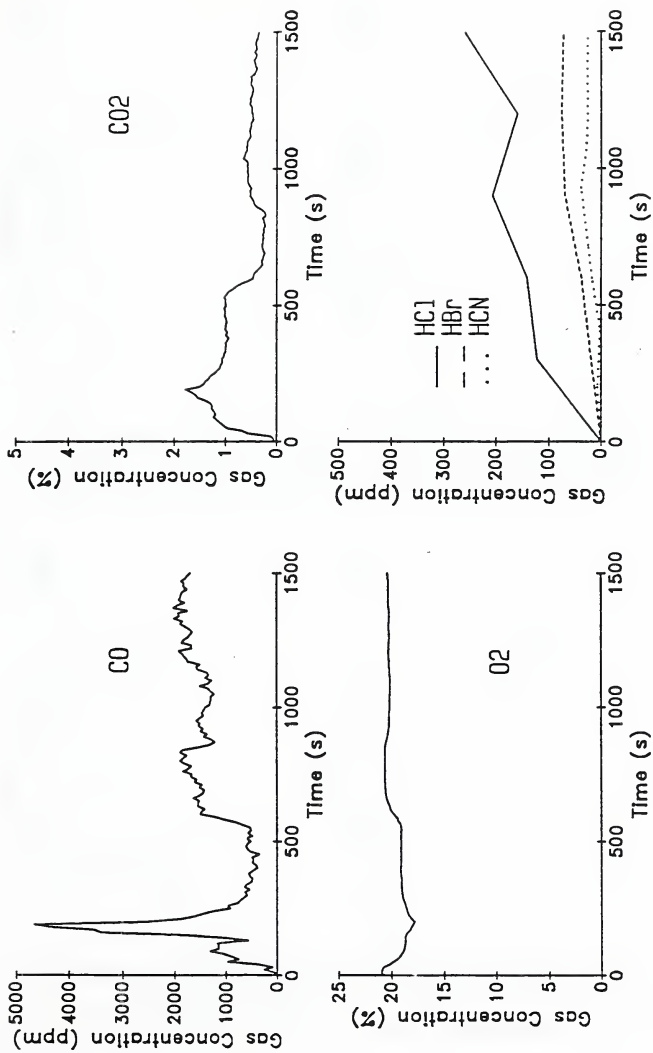 CO
Gas Concentration (ppm)
5000
4000
3000
2000
1000
0
0
500
1000
1500
Time (s)
CO2
Gas Concentration (%)
5
4
3
2
1
0
0
500
1000
1500
Time (s)
O2
Gas Concentration (%)
25
20
15
10
5
0
0
500
1000
1500
Time (s)
HCl
HBr
HCN
Gas Concentration (ppm)
500
400
300
200
100
0
0
500
1000
1500
Time (s)